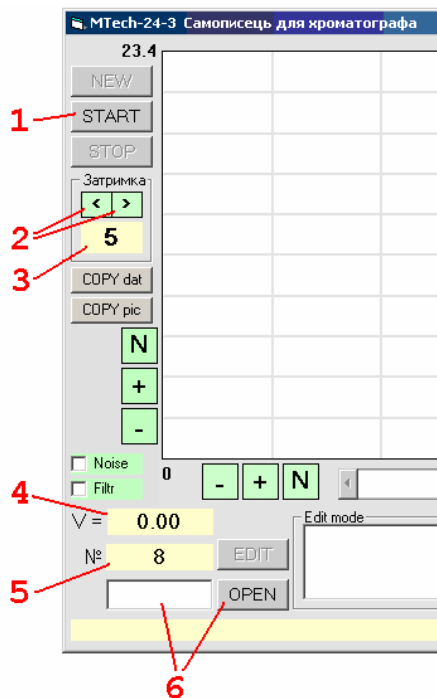 MTech-24-3 Самописець для хроматографа
23.4
NEW
1
START
STOP
Затримка
< >
2
5
3
COPY dat
COPY pic
N
+
-
Noise
0
- + N
Filtr
4
V = 0.00
Edit mode
№ 8
EDIT
5
OPEN
6